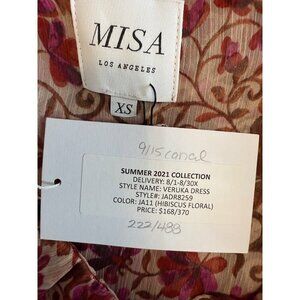 MISA
LOS ANGELES
XS
9/15 cancel
SUMMER 2021 COLLECTION
DELIVERY: 8/1-8/30X
STYLE NAME: VERUKA DRESS
STYLE#: JADR8259
COLOR: JA11 (HIBISCUS FLORAL)
PRICE: $168/370
222/488